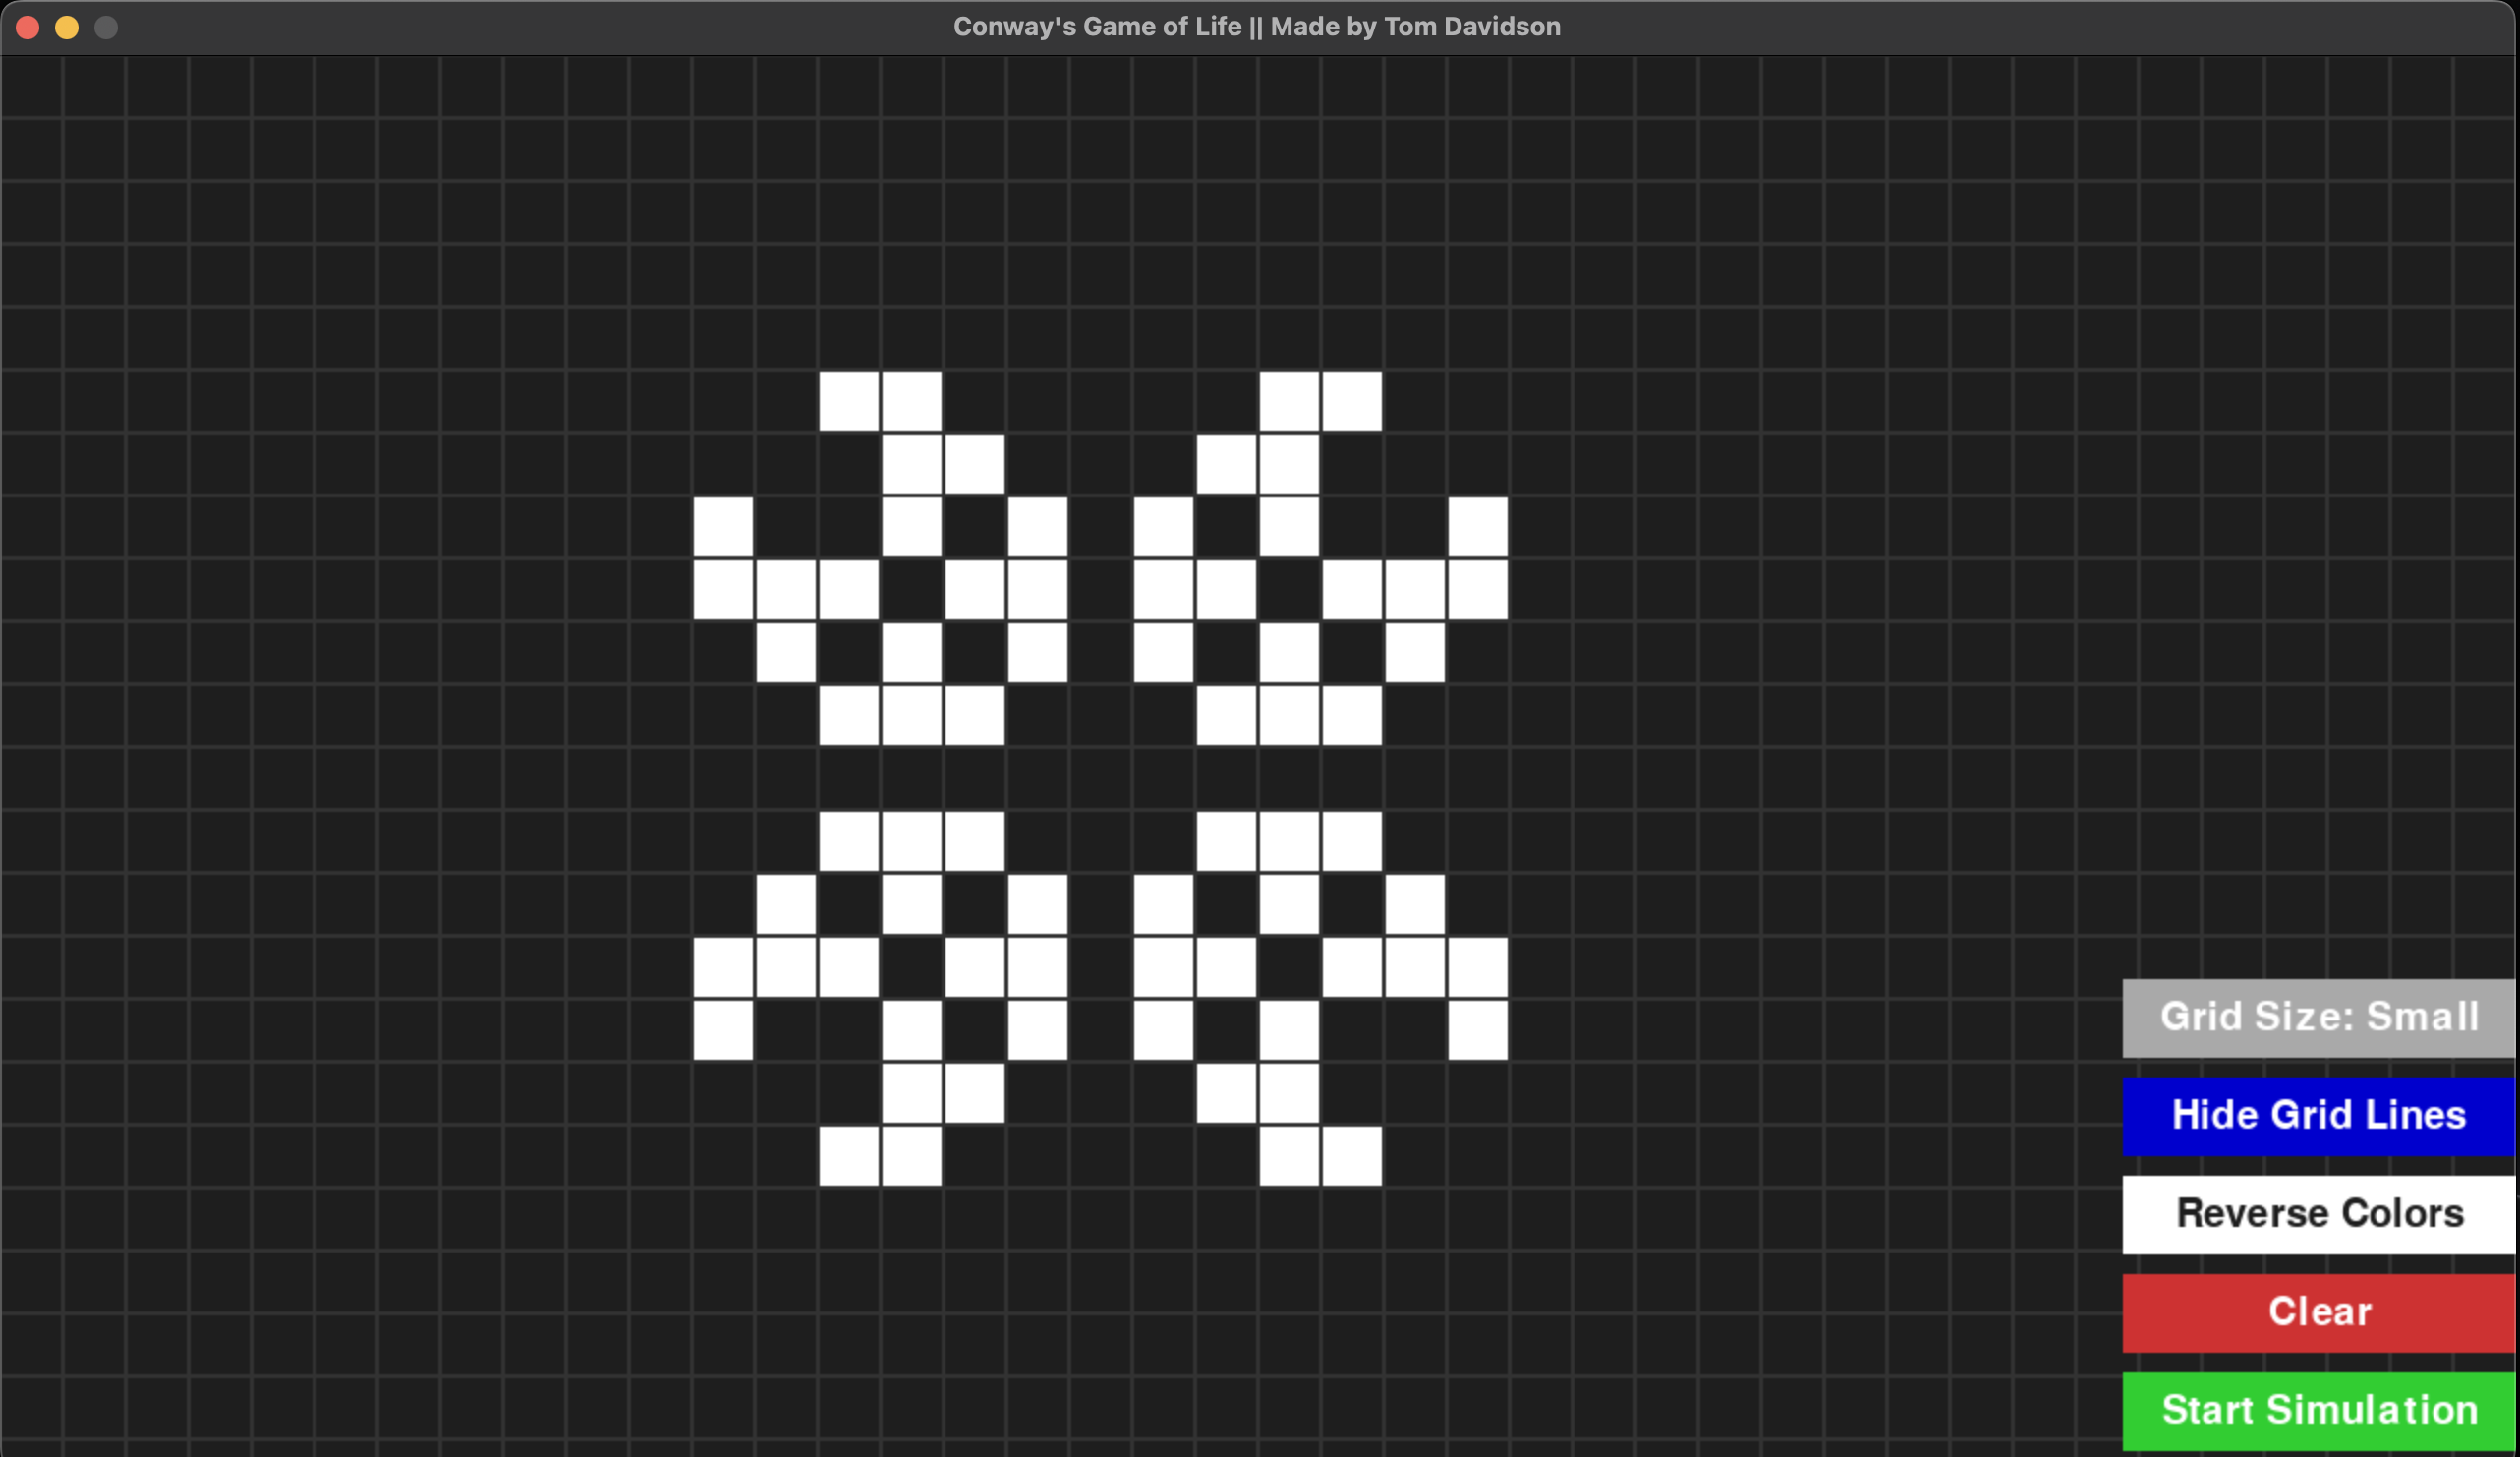 Conway's Game of Life || Made by Tom Davidson
Grid Size: Small
Hide Grid Lines
Reverse Colors
Clear
Start Simulation